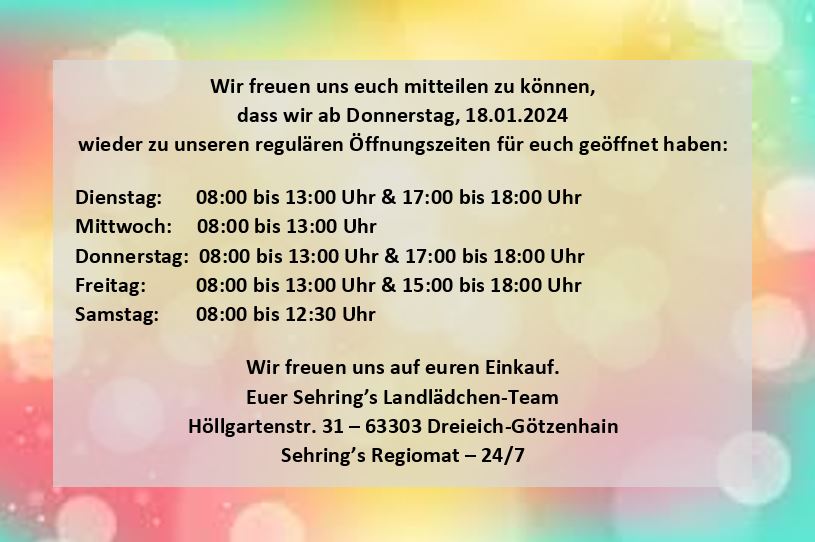 Wir freuen uns euch mitteilen zu können,
dass wir ab Donnerstag, 18.01.2024
wieder zu unseren regulären Öffnungszeiten für euch geöffnet haben:
Dienstag: 08:00 bis 13:00 Uhr & 17:00 bis 18:00 Uhr
Mittwoch: 08:00 bis 13:00 Uhr
Donnerstag: 08:00 bis 13:00 Uhr & 17:00 bis 18:00 Uhr
Freitag: 08:00 bis 13:00 Uhr & 15:00 bis 18:00 Uhr
Samstag: 08:00 bis 12:30 Uhr
Wir freuen uns auf euren Einkauf.
Euer Sehring’s Landlädchen-Team
Höllgartenstr. 31 – 63303 Dreieich-Götzenhain
Sehring’s Regiomat – 24/7